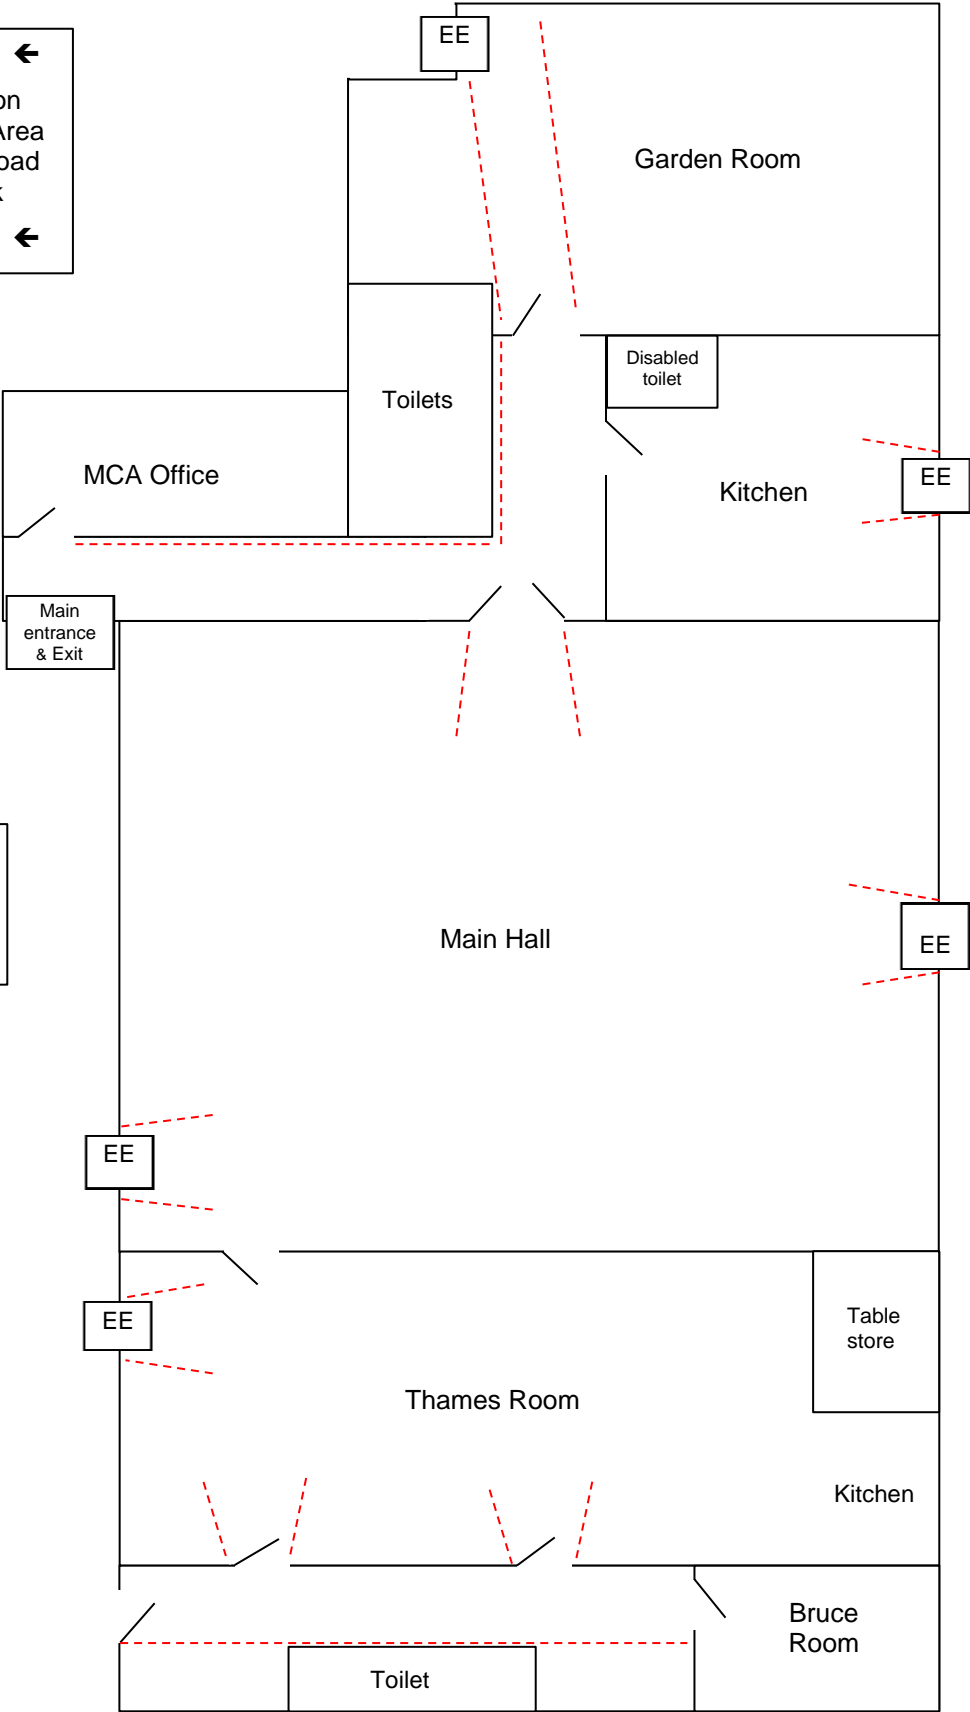 EE
←
Area
←
Garden Room
Disabled
toilet
Toilets
MCA Office
Kitchen
EE
Main
entrance
& Exit
Main Hall
EE
EE
EE
Table
store
Thames Room
Kitchen
Bruce
Room
Toilet